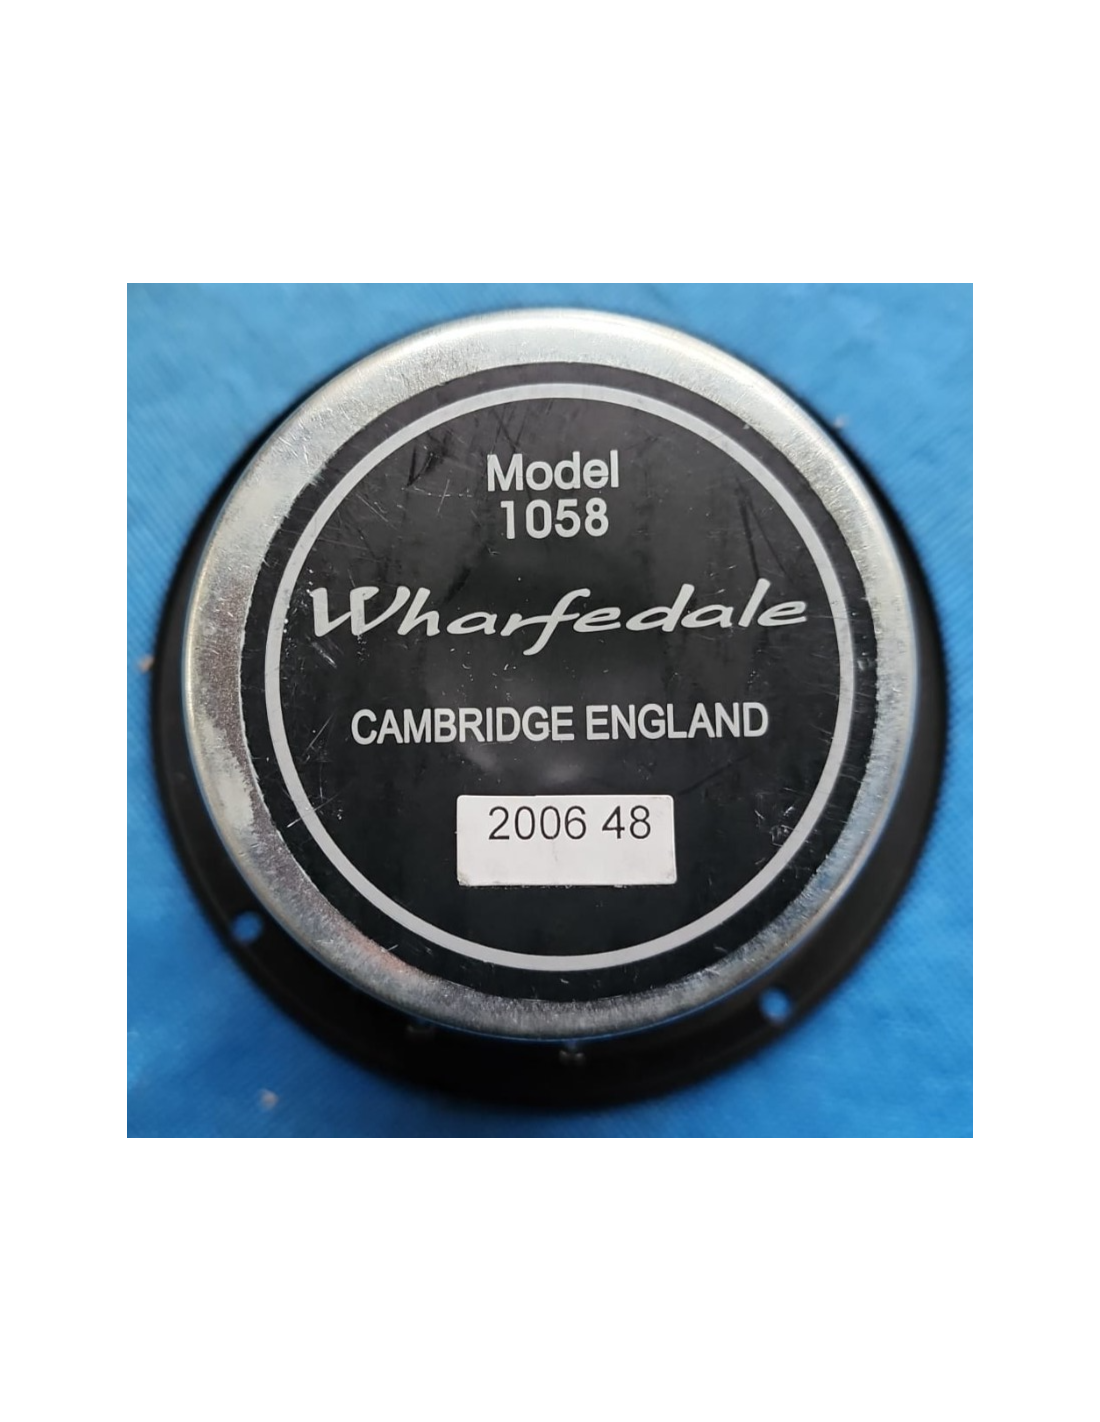 Model
1058
Wharfedale
CAMBRIDGE ENGLAND
2006 48